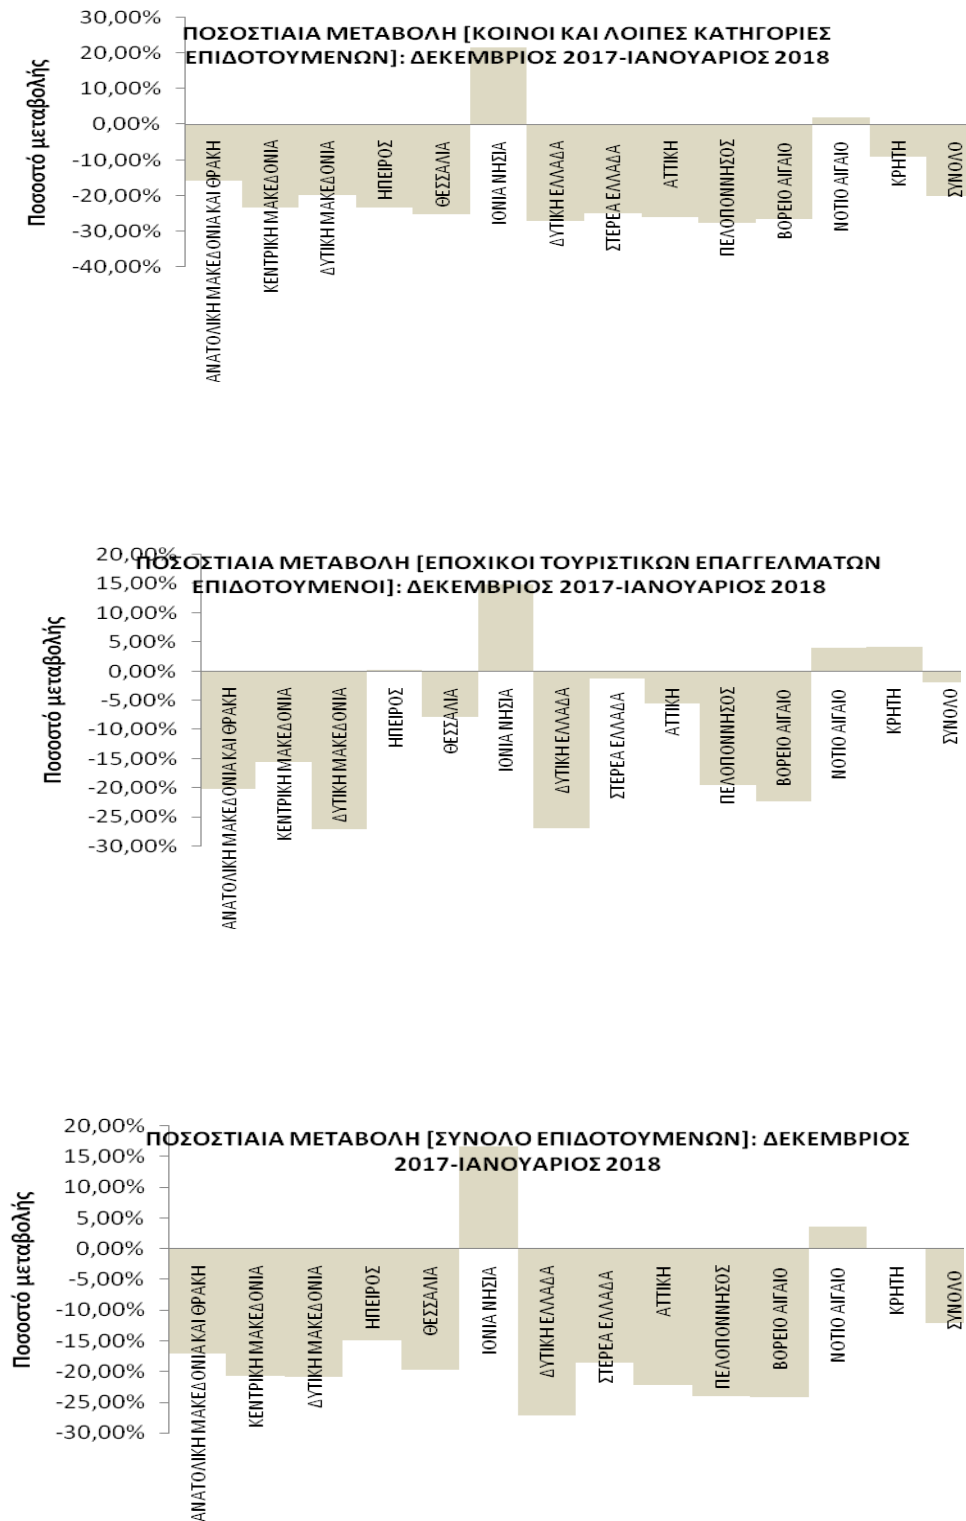 ΠΟΣΟΣΤΙΑΙΑ ΜΕΤΑΒΟΛΗ [ΚΟΙΝΟΙ ΚΑΙ ΛΟΙΠΕΣ ΚΑΤΗΓΟΡΙΕΣ
ΕΠΙΔΟΤΟΥΜΕΝΩΝ]: ΔΕΚΕΜΒΡΙΟΣ 2017-ΙΑΝΟΥΑΡΙΟΣ 2018
Ποσοστό μεταβολής
30,00%
20,00%
10,00%
0,00%
-10,00%
-20,00%
-30,00%
-40,00%
ΑΝΑΤΟΛΙΚΗ ΜΑΚΕΔΟΝΙΑ ΚΑΙ ΘΡΑΚΗ
ΚΕΝΤΡΙΚΗ ΜΑΚΕΔΟΝΙΑ
ΔΥΤΙΚΗ ΜΑΚΕΔΟΝΙΑ
ΗΠΕΙΡΟΣ
ΘΕΣΣΑΛΙΑ
ΙΟΝΙΑ ΝΗΣΙΑ
ΔΥΤΙΚΗ ΕΛΛΑΔΑ
ΣΤΕΡΕΑ ΕΛΛΑΔΑ
ΑΤΤΙΚΗ
ΠΕΛΟΠΟΝΝΗΣΟΣ
ΒΟΡΕΙΟ ΑΙΓΑΙΟ
ΝΟΤΙΟ ΑΙΓΑΙΟ
ΚΡΗΤΗ
ΣΥΝΟΛΟ
ΠΟΣΟΣΤΙΑΙΑ ΜΕΤΑΒΟΛΗ [ΕΠΟΧΙΚΟΙ ΤΟΥΡΙΣΤΙΚΩΝ ΕΠΑΓΓΕΛΜΑΤΩΝ
ΕΠΙΔΟΤΟΥΜΕΝΟΙ]: ΔΕΚΕΜΒΡΙΟΣ 2017-ΙΑΝΟΥΑΡΙΟΣ 2018
Ποσοστό μεταβολής
20,00%
15,00%
10,00%
5,00%
0,00%
-5,00%
-10,00%
-15,00%
-20,00%
-25,00%
-30,00%
ΑΝΑΤΟΛΙΚΗ ΜΑΚΕΔΟΝΙΑ ΚΑΙ ΘΡΑΚΗ
ΚΕΝΤΡΙΚΗ ΜΑΚΕΔΟΝΙΑ
ΔΥΤΙΚΗ ΜΑΚΕΔΟΝΙΑ
ΗΠΕΙΡΟΣ
ΘΕΣΣΑΛΙΑ
ΙΟΝΙΑ ΝΗΣΙΑ
ΔΥΤΙΚΗ ΕΛΛΑΔΑ
ΣΤΕΡΕΑ ΕΛΛΑΔΑ
ΑΤΤΙΚΗ
ΠΕΛΟΠΟΝΝΗΣΟΣ
ΒΟΡΕΙΟ ΑΙΓΑΙΟ
ΝΟΤΙΟ ΑΙΓΑΙΟ
ΚΡΗΤΗ
ΣΥΝΟΛΟ
ΠΟΣΟΣΤΙΑΙΑ ΜΕΤΑΒΟΛΗ [ΣΥΝΟΛΟ ΕΠΙΔΟΤΟΥΜΕΝΩΝ]: ΔΕΚΕΜΒΡΙΟΣ
2017-ΙΑΝΟΥΑΡΙΟΣ 2018
Ποσοστό μεταβολής
20,00%
15,00%
10,00%
5,00%
0,00%
-5,00%
-10,00%
-15,00%
-20,00%
-25,00%
-30,00%
ΑΝΑΤΟΛΙΚΗ ΜΑΚΕΔΟΝΙΑ ΚΑΙ ΘΡΑΚΗ
ΚΕΝΤΡΙΚΗ ΜΑΚΕΔΟΝΙΑ
ΔΥΤΙΚΗ ΜΑΚΕΔΟΝΙΑ
ΗΠΕΙΡΟΣ
ΘΕΣΣΑΛΙΑ
ΙΟΝΙΑ ΝΗΣΙΑ
ΔΥΤΙΚΗ ΕΛΛΑΔΑ
ΣΤΕΡΕΑ ΕΛΛΑΔΑ
ΑΤΤΙΚΗ
ΠΕΛΟΠΟΝΝΗΣΟΣ
ΒΟΡΕΙΟ ΑΙΓΑΙΟ
ΝΟΤΙΟ ΑΙΓΑΙΟ
ΚΡΗΤΗ
ΣΥΝΟΛΟ